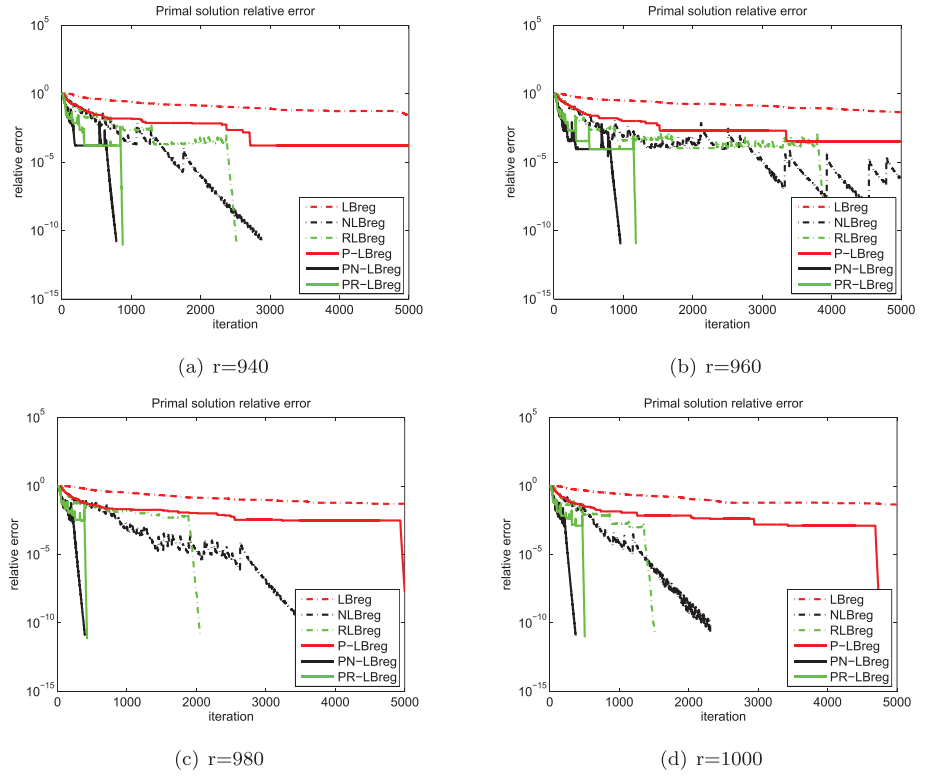 Primal solution relative error
10^5
10^0
10^-5
10^-10
10^-15
relative error
0 1000 2000 3000 4000 5000
iteration
LBreg
NLBreg
RLBreg
P-LBreg
PN-LBreg
PR-LBreg
(a) r=940
Primal solution relative error
10^5
10^0
10^-5
10^-10
10^-15
relative error
0 1000 2000 3000 4000 5000
iteration
LBreg
NLBreg
RLBreg
P-LBreg
PN-LBreg
PR-LBreg
(b) r=960
Primal solution relative error
10^5
10^0
10^-5
10^-10
10^-15
relative error
0 1000 2000 3000 4000 5000
iteration
LBreg
NLBreg
RLBreg
P-LBreg
PN-LBreg
PR-LBreg
(c) r=980
Primal solution relative error
10^5
10^0
10^-5
10^-10
10^-15
relative error
0 1000 2000 3000 4000 5000
iteration
LBreg
NLBreg
RLBreg
P-LBreg
PN-LBreg
PR-LBreg
(d) r=1000